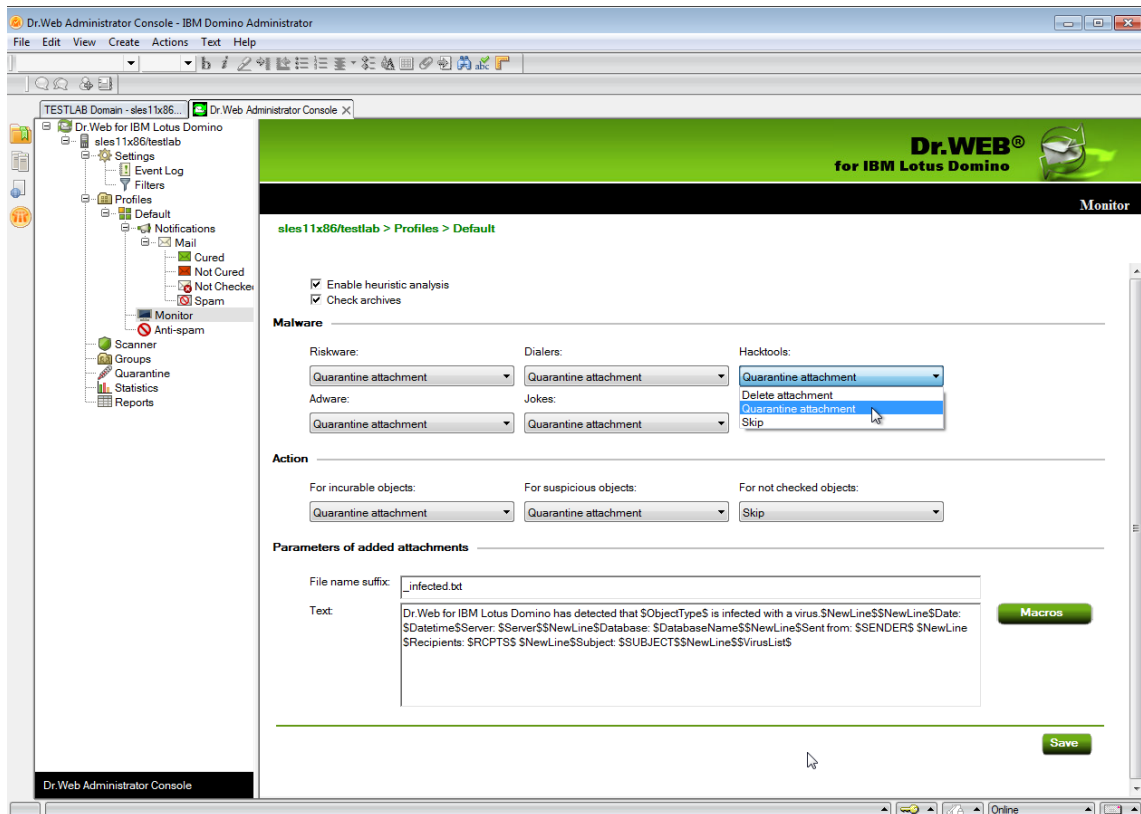 Dr.Web Administrator Console - IBM Domino Administrator
File Edit View Create Actions Text Help
TESTLAB Domain - sles11x86...
Dr.Web Administrator Console
Dr.Web for IBM Lotus Domino
sles11x86/testlab
Settings
Event Log
Filters
Profiles
Default
Notifications
Mail
Cured
Not Cured
Not Checke
Spam
Monitor
Anti-spam
Scanner
Groups
Quarantine
Statistics
Reports
Dr.Web Administrator Console
Dr.WEB®
for IBM Lotus Domino
Monitor
sles11x86/testlab > Profiles > Default
Enable heuristic analysis
Check archives
Malware
Riskware: Dialers: Hacktools:
Quarantine attachment Quarantine attachment Quarantine attachment
Delete attachment
Quarantine attachment
Skip
Adware: Jokes:
Quarantine attachment Quarantine attachment
Action
For incurable objects: For suspicious objects: For not checked objects:
Quarantine attachment Quarantine attachment Skip
Parameters of added attachments
File name suffix: _infected.txt
Text:
Dr.Web for IBM Lotus Domino has detected that $ObjectType$ is infected with a virus.$NewLine$$NewLine$Date:
$Datetime$Server: $Server$$NewLine$Database: $DatabaseName$$NewLine$Sent from: $SENDER$ $NewLine
$Recipients: $RCPTS$ $NewLine$Subject: $SUBJECT$$NewLine$$VirusList$
Macros
Save
Online